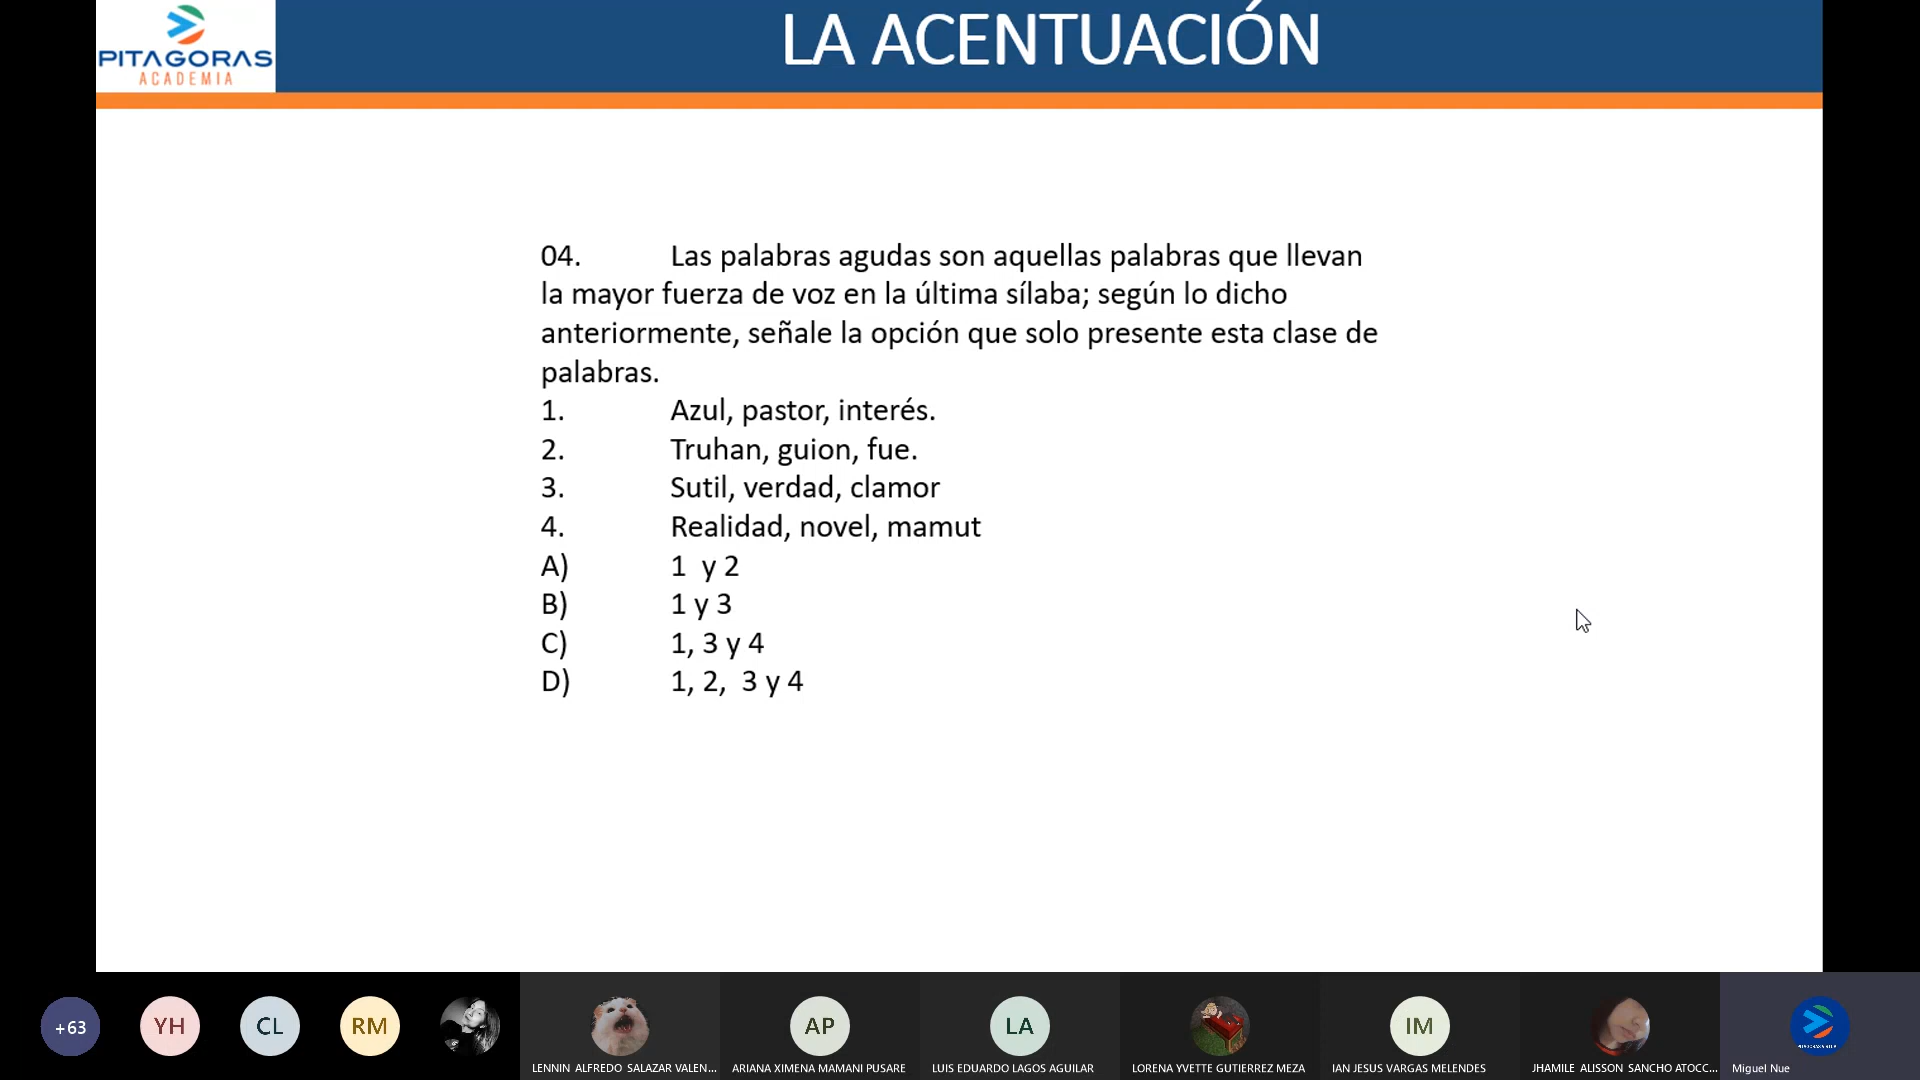 PITAGORAS
ACADEMIA
LA ACENTUACIÓN
04. Las palabras agudas son aquellas palabras que llevan
la mayor fuerza de voz en la última sílaba; según lo dicho
anteriormente, señale la opción que solo presente esta clase de
palabras.
1. Azul, pastor, interés.
2. Truhan, guion, fue.
3. Sutil, verdad, clamor
4. Realidad, novel, mamut
A) 1 y 2
B) 1 y 3
C) 1, 3 y 4
D) 1, 2, 3 y 4
+63
YH
CL
RM
AP
LA
IM
LENNIN ALFREDO SALAZAR VALEN...
ARIANA XIMENA MAMANI PUSARE
LUIS EDUARDO LAGOS AGUILAR
LORENA YVETTE GUTIERREZ MEZA
IAN JESUS VARGAS MELENDES
JHAMILE ALISSON SANCHO ATOCC...
Miguel Nue